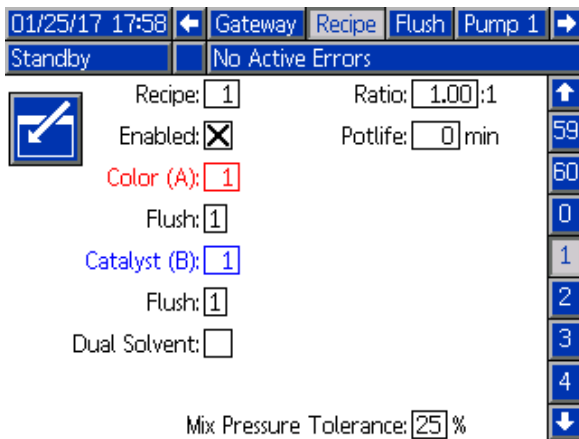 01/25/17 17:58 Gateway Recipe Flush Pump 1
Standby No Active Errors
Recipe: 1 Ratio: 1.00:1
Enabled: Potlife: 0 min
59
Color (A): 1
60
Flush: 1
0
Catalyst (B): 1
1
Flush: 1
2
Dual Solvent:
3
4
Mix Pressure Tolerance: 25 %